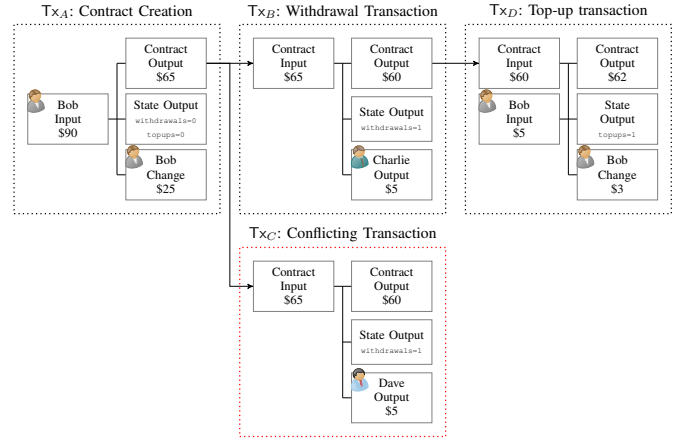 Tx_A: Contract Creation
Contract
Output
$65
Bob
Input
$90
State Output
withdrawals=0
topups=0
Bob
Change
$25
Tx_B: Withdrawal Transaction
Contract
Input
$65
Contract
Output
$60
State Output
withdrawals=1
Charlie
Output
$5
Tx_D: Top-up transaction
Contract
Input
$60
Contract
Output
$62
Bob
Input
$5
State
Output
topups=1
Bob
Change
$3
Tx_C: Conflicting Transaction
Contract
Input
$65
Contract
Output
$60
State Output
withdrawals=1
Dave
Output
$5